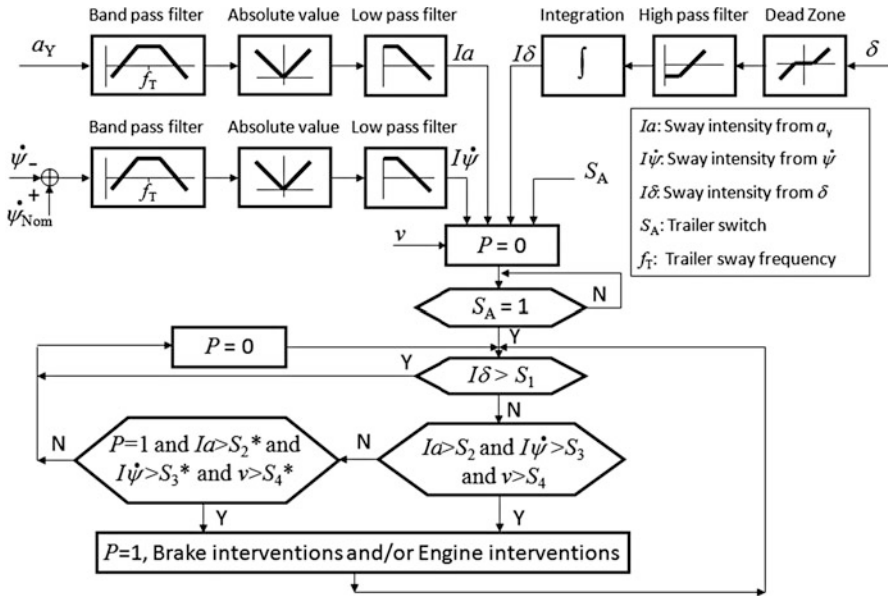 Band pass filter Absolute value Low pass filter Integration High pass filter Dead Zone
a_Y f_T Ia Iδ ∫ δ
Band pass filter Absolute value Low pass filter
ψ̇ − f_T Iψ̇
+
ψ̇_Nom
Ia: Sway intensity from a_y
Iψ̇: Sway intensity from ψ̇
Iδ: Sway intensity from δ
S_A: Trailer switch
f_T: Trailer sway frequency
S_A
v P = 0
S_A = 1 N
Y
P = 0
Y Iδ > S_1
N
P=1 and Ia>S_2* and
Iψ̇>S_3* and v>S_4*
N N
Ia>S_2 and Iψ̇>S_3
and v>S_4
Y Y
P=1, Brake interventions and/or Engine interventions